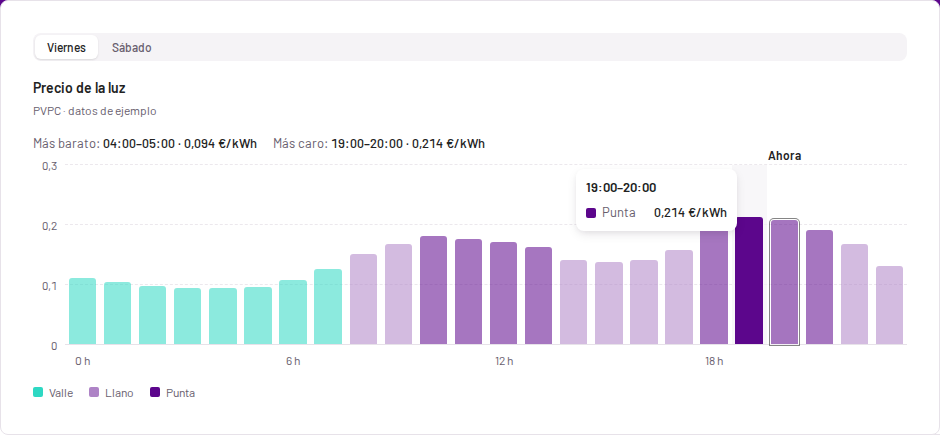 Viernes Sábado
Precio de la luz
PVPC · datos de ejemplo
Más barato: 04:00–05:00 · 0,094 €/kWh Más caro: 19:00–20:00 · 0,214 €/kWh
Ahora
0,3
19:00–20:00
Punta 0,214 €/kWh
0,2
0,1
0
0 h 6 h 12 h 18 h
Valle Llano Punta